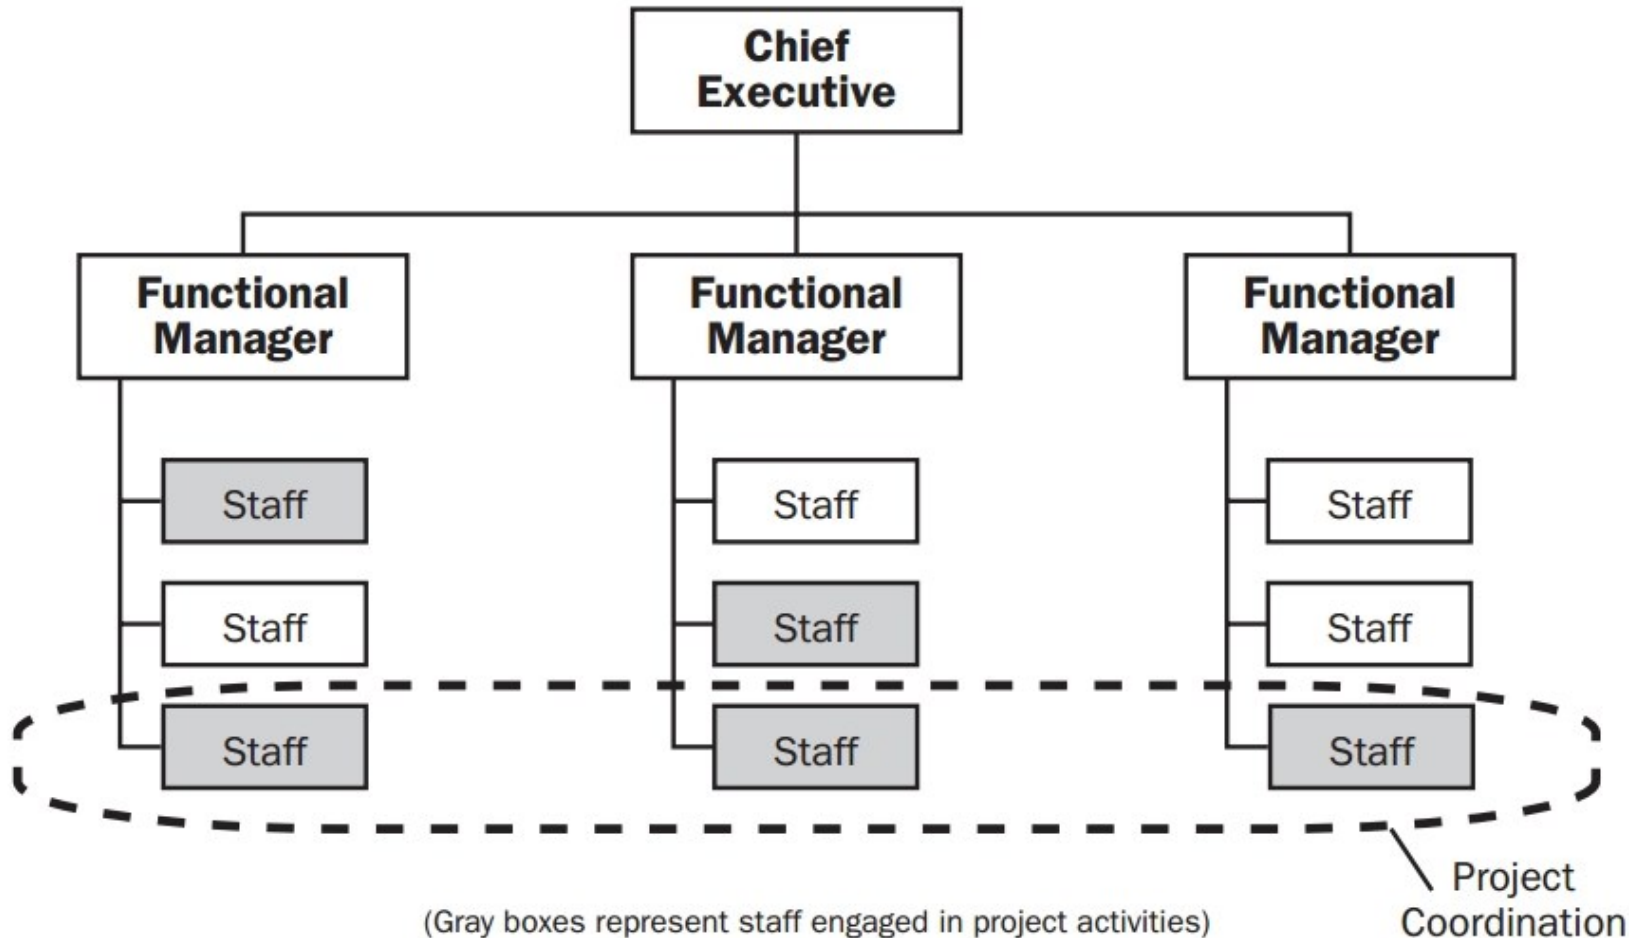 Chief
Executive
Functional
Manager
Functional
Manager
Functional
Manager
Staff
Staff
Staff
Staff
Staff
Staff
Staff
Staff
Staff
Project
Coordination
(Gray boxes represent staff engaged in project activities)